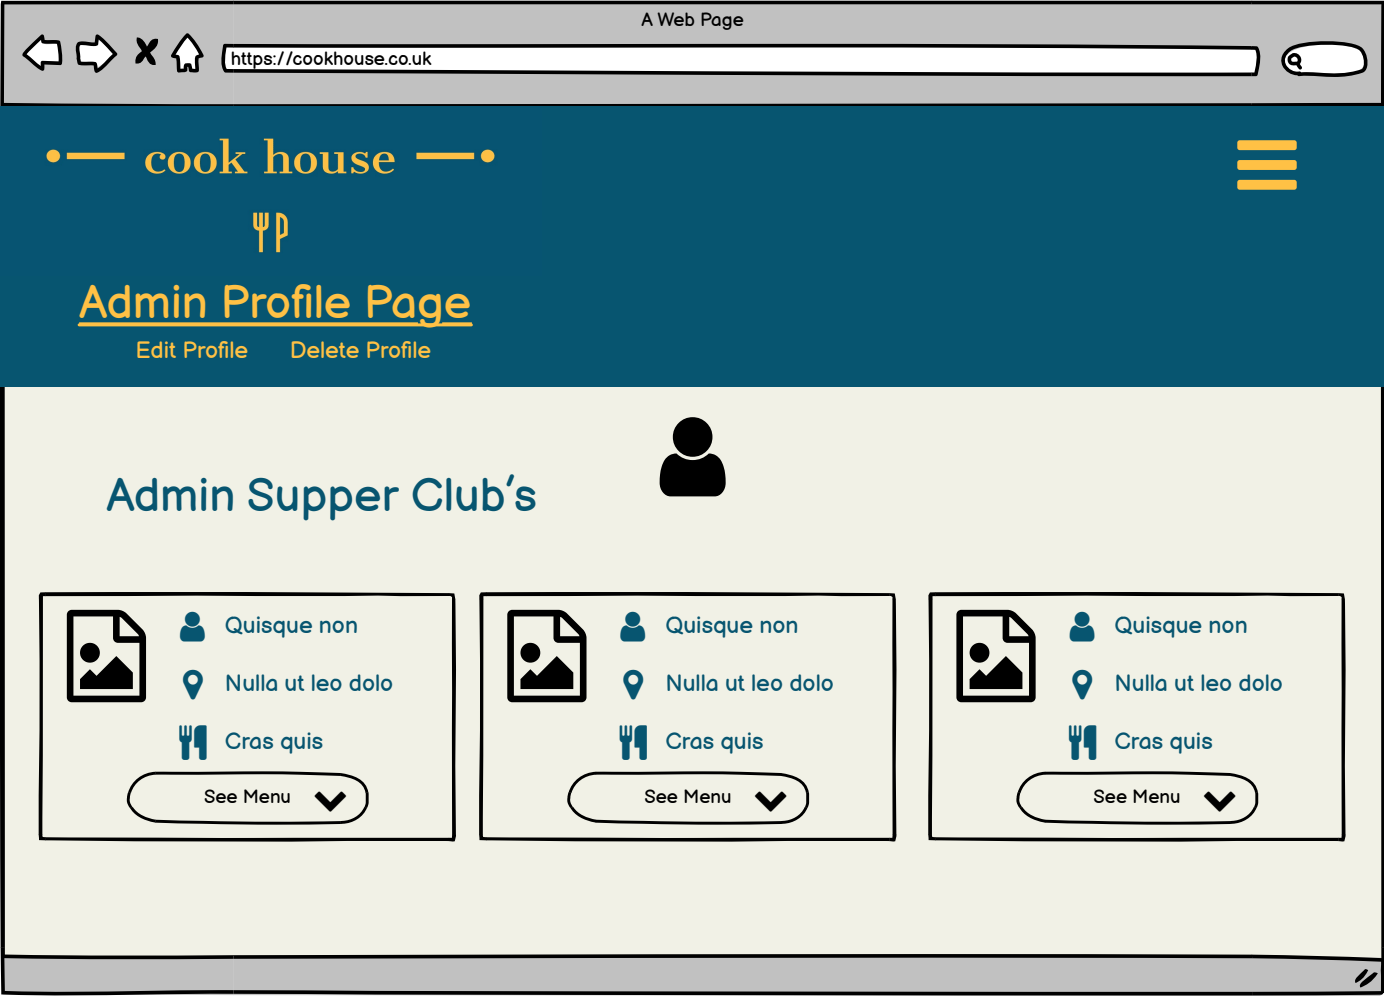 A Web Page
https://cookhouse.co.uk
cook house
Admin Profile Page
Edit Profile Delete Profile
Admin Supper Club's
Quisque non
Nulla ut leo dolo
Cras quis
See Menu
Quisque non
Nulla ut leo dolo
Cras quis
See Menu
Quisque non
Nulla ut leo dolo
Cras quis
See Menu